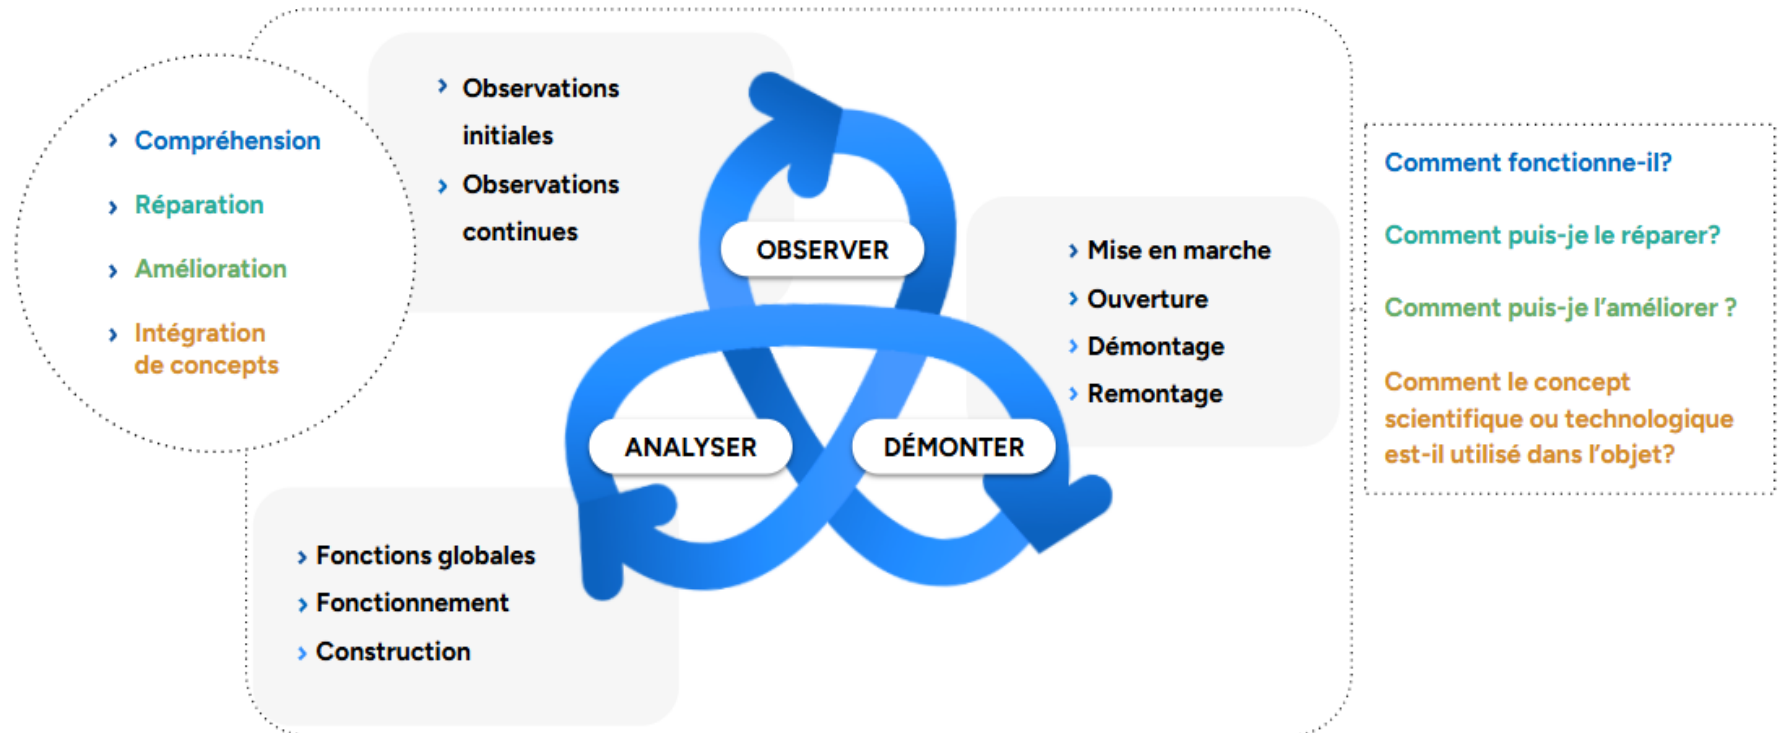 Compréhension
Réparation
Amélioration
Intégration
de concepts
Observations
initiales
Observations
continues
OBSERVER
Mise en marche
Ouverture
Démontage
Remontage
ANALYSER
DÉMONTER
Fonctions globales
Fonctionnement
Construction
Comment fonctionne-il?
Comment puis-je le réparer?
Comment puis-je l'améliorer ?
Comment le concept
scientifique ou technologique
est-il utilisé dans l'objet?